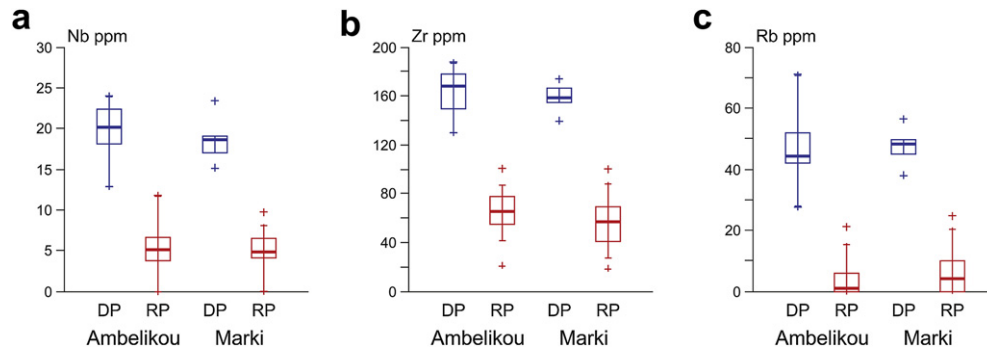 a
Nb ppm
30
25
20
15
10
5
0
DP RP DP RP
Ambelikou Marki
b
Zr ppm
200
160
120
80
40
0
DP RP DP RP
Ambelikou Marki
c
Rb ppm
80
60
40
20
0
DP RP DP RP
Ambelikou Marki